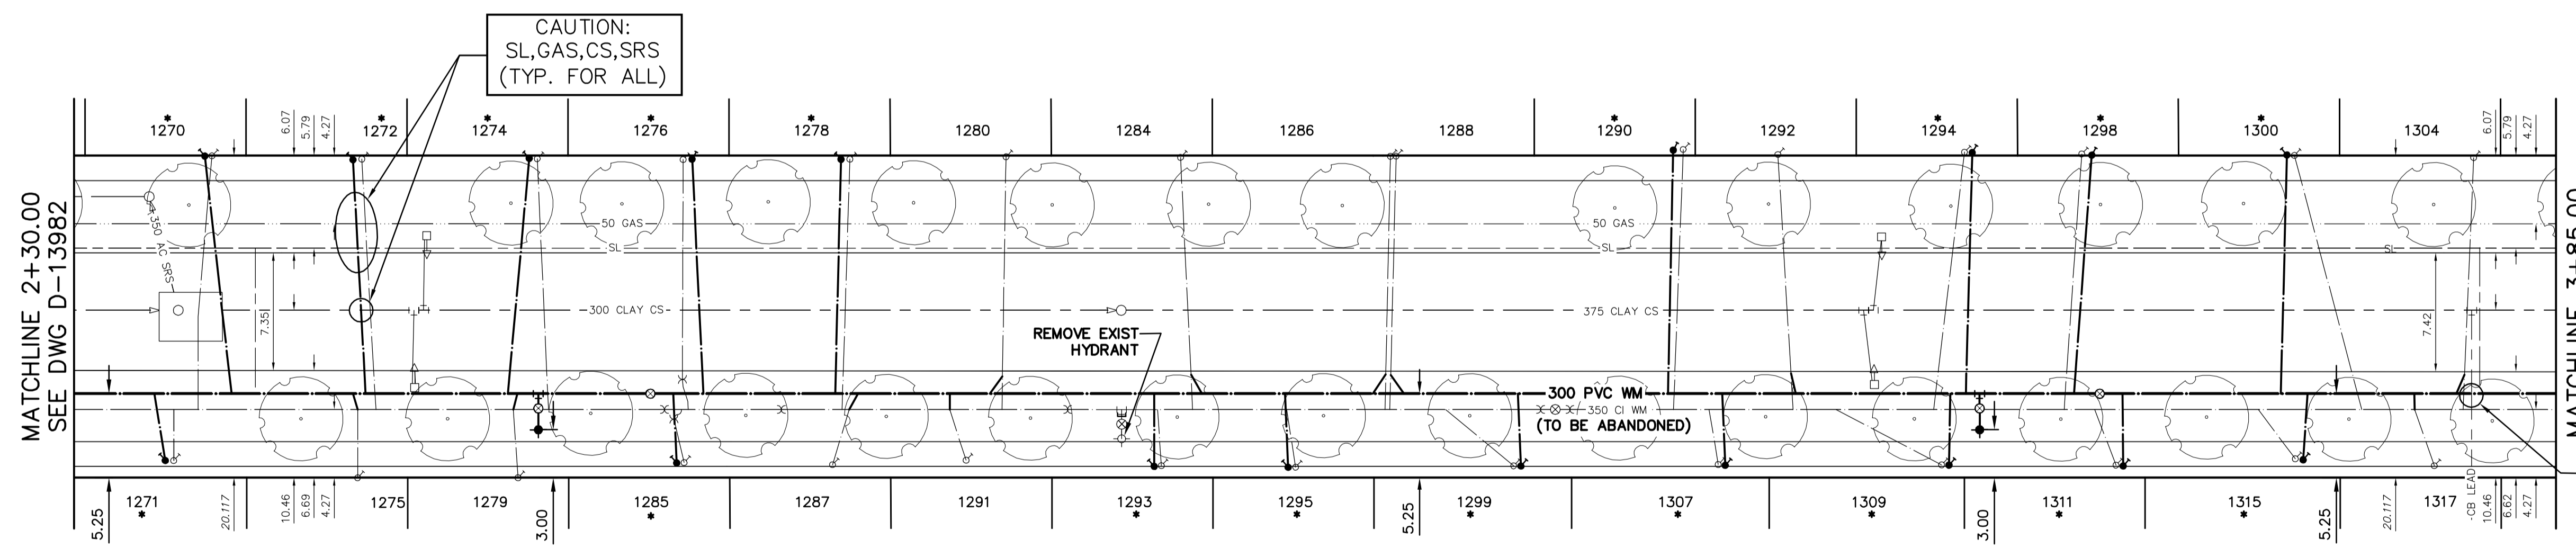 CAUTION:
SL,GAS,CS,SRS
(TYP. FOR ALL)
MATCHLINE 2+30.00
SEE DWG D-13982
* 1270
6.07
5.79
4.27
* 1272
* 1274
* 1276
* 1278
1280
1284
1286
1288
* 1290
1292
* 1294
* 1298
* 1300
1304
6.07
5.79
4.27
50 GAS
50 GAS
SL
SL
SL
350 AC SRS
7.35
300 CLAY CS
375 CLAY CS
7.42
REMOVE EXIST
HYDRANT
300 PVC WM
350 CI WM
(TO BE ABANDONED)
5.25
1271 *
20.117
10.46
6.69
4.27
1275
1279
3.00
1285 *
1287
1291
1293 *
1295 *
5.25
1299 *
1307 *
1309 *
3.00
1311 *
1315 *
5.25
20.117
1317
CB LEAD
10.46
6.62
4.27